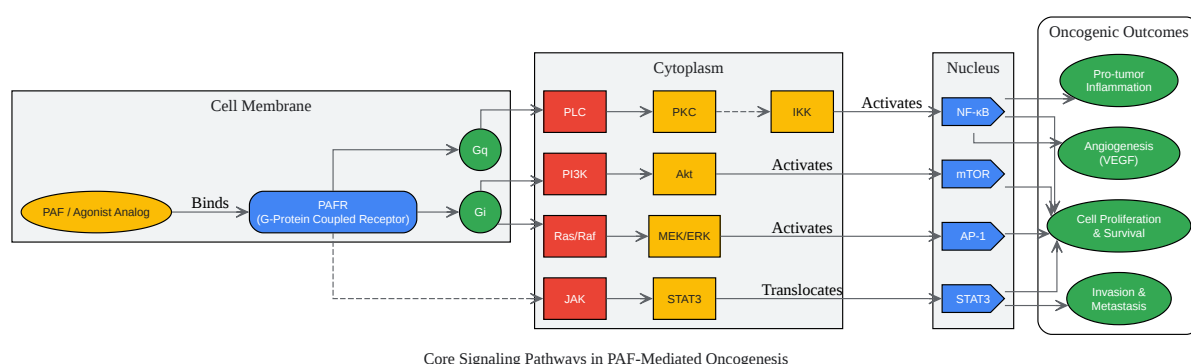 Oncogenic Outcomes
Cytoplasm
Nucleus
Cell Membrane
Pro-tumor
Inflammation
PLC
PKC
IKK
Activates
NF-κB
Gq
Angiogenesis
(VEGF)
PI3K
Akt
Activates
mTOR
PAF / Agonist Analog
Binds
PAFR
(G-Protein Coupled Receptor)
Gi
Cell Proliferation
& Survival
Ras/Raf
MEK/ERK
Activates
AP-1
JAK
STAT3
Translocates
STAT3
Invasion &
Metastasis
Core Signaling Pathways in PAF-Mediated Oncogenesis